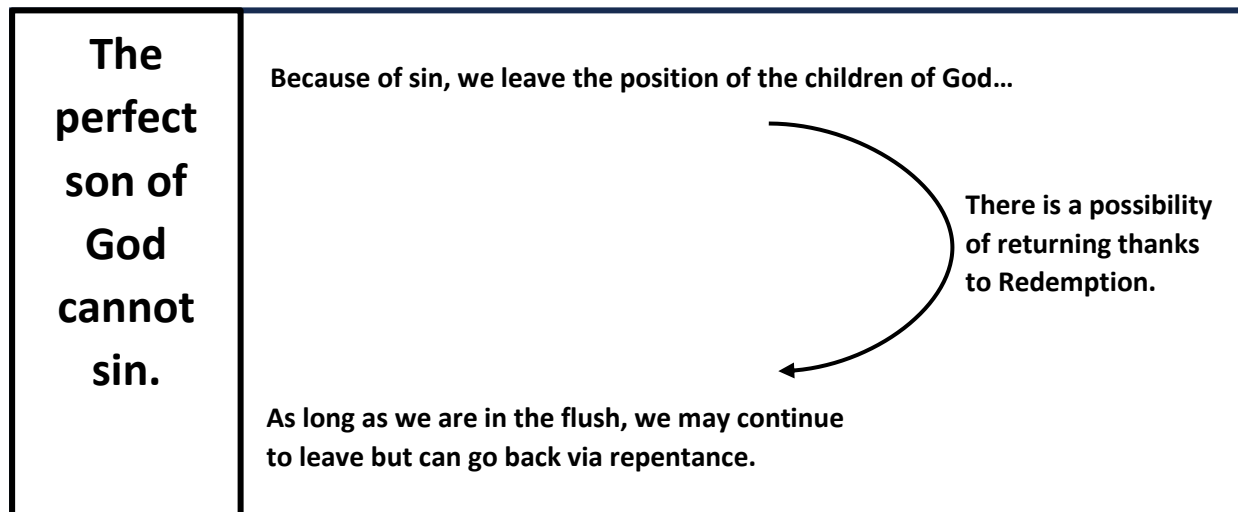 The
perfect
son of
God
cannot
sin.
Because of sin, we leave the position of the children of God…
There is a possibility
of returning thanks
to Redemption.
As long as we are in the flush, we may continue
to leave but can go back via repentance.